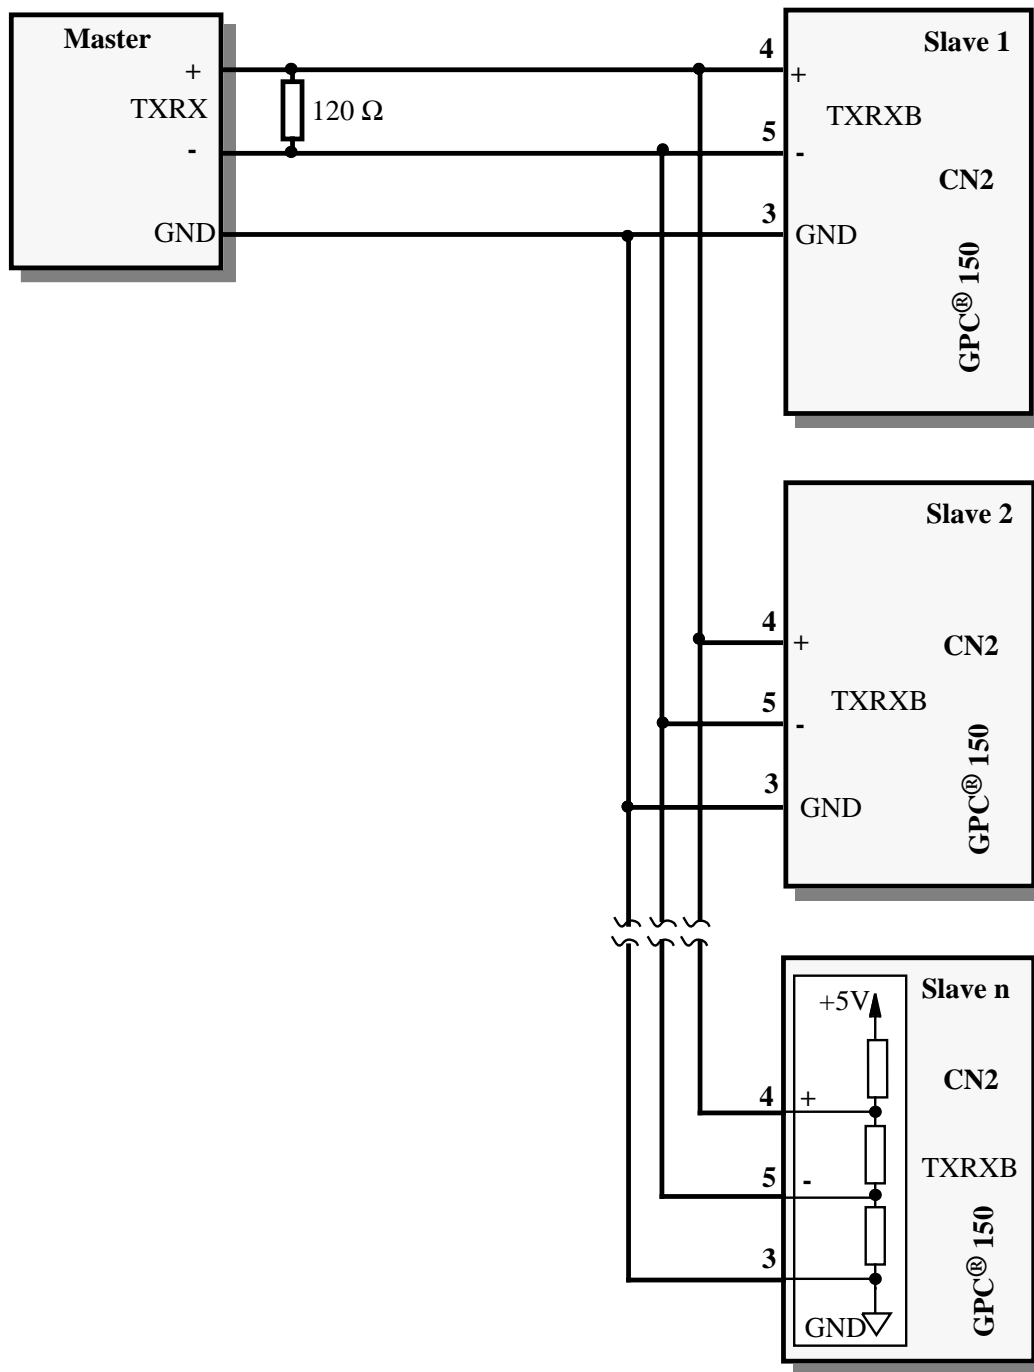 Master
+
TXRX
-
GND
120 Ω
Slave 1
4
+
TXRXB
5
-
CN2
3
GND
GPC® 150
Slave 2
4
+
CN2
5
-
TXRXB
3
GND
GPC® 150
Slave n
+5V
CN2
4
+
TXRXB
5
-
3
GND
GPC® 150